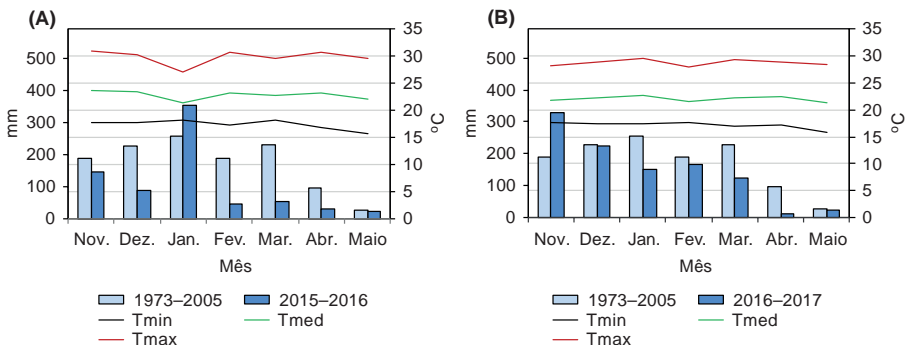 (A)
mm
500
400
300
200
100
0
35
30
25
20
15
10
5
0
ºC
Nov. Dez. Jan. Fev. Mar. Abr. Maio
Mês
1973–2005 2015–2016
Tmin Tmed
Tmax
(B)
mm
500
400
300
200
100
0
35
30
25
20
15
10
5
0
ºC
Nov. Dez. Jan. Fev. Mar. Abr. Maio
Mês
1973–2005 2016–2017
Tmin Tmed
Tmax